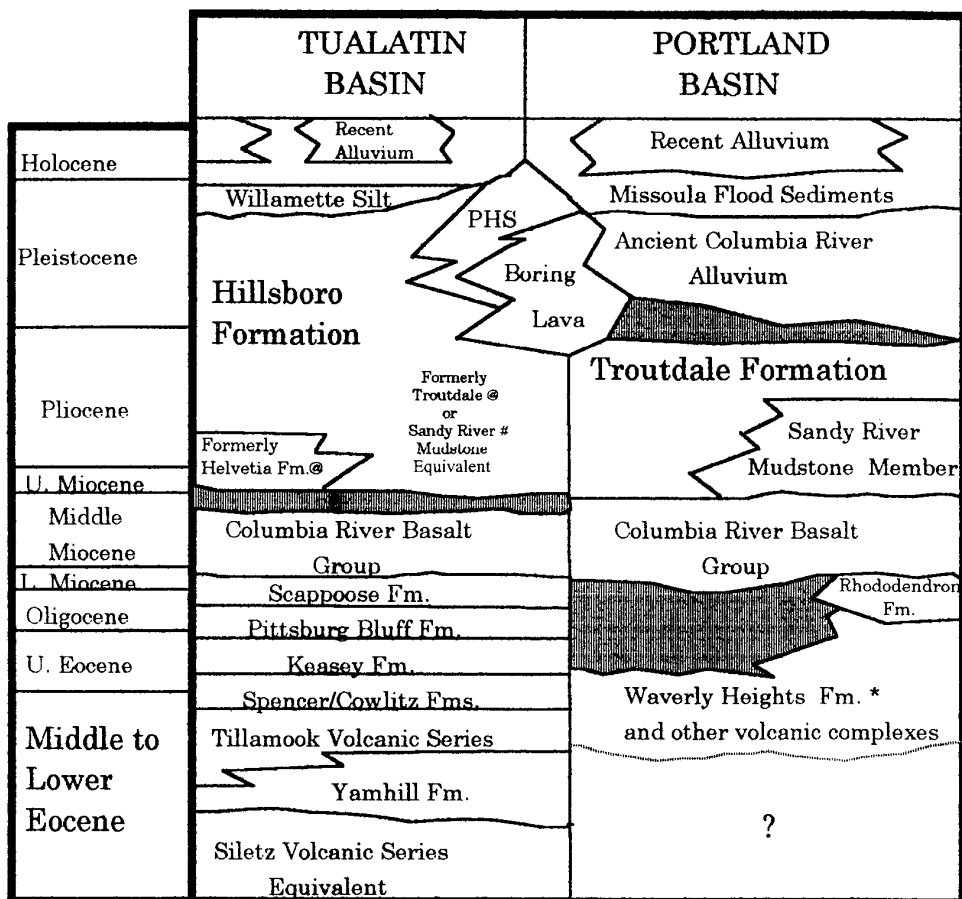 TUALATIN
BASIN
PORTLAND
BASIN
Holocene
Pleistocene
Pliocene
U. Miocene
Middle
Miocene
L. Miocene
Oligocene
U. Eocene
Middle to
Lower
Eocene
Recent
Alluvium
Willamette Silt
Hillsboro
Formation
Formerly
Troutdale @
or
Sandy River #
Mudstone
Equivalent
Formerly
Helvetia Fm.@
Columbia River Basalt
Group
Scappoose Fm.
Pittsburg Bluff Fm.
Keasey Fm.
Spencer/Cowlitz Fms.
Tillamook Volcanic Series
Yamhill Fm.
Siletz Volcanic Series
Equivalent
PHS
Boring
Lava
Recent Alluvium
Missoula Flood Sediments
Ancient Columbia River
Alluvium
Troutdale Formation
Sandy River
Mudstone Member
Columbia River Basalt
Group
Rhododendron
Fm.
Waverly Heights Fm. *
and other volcanic complexes
?